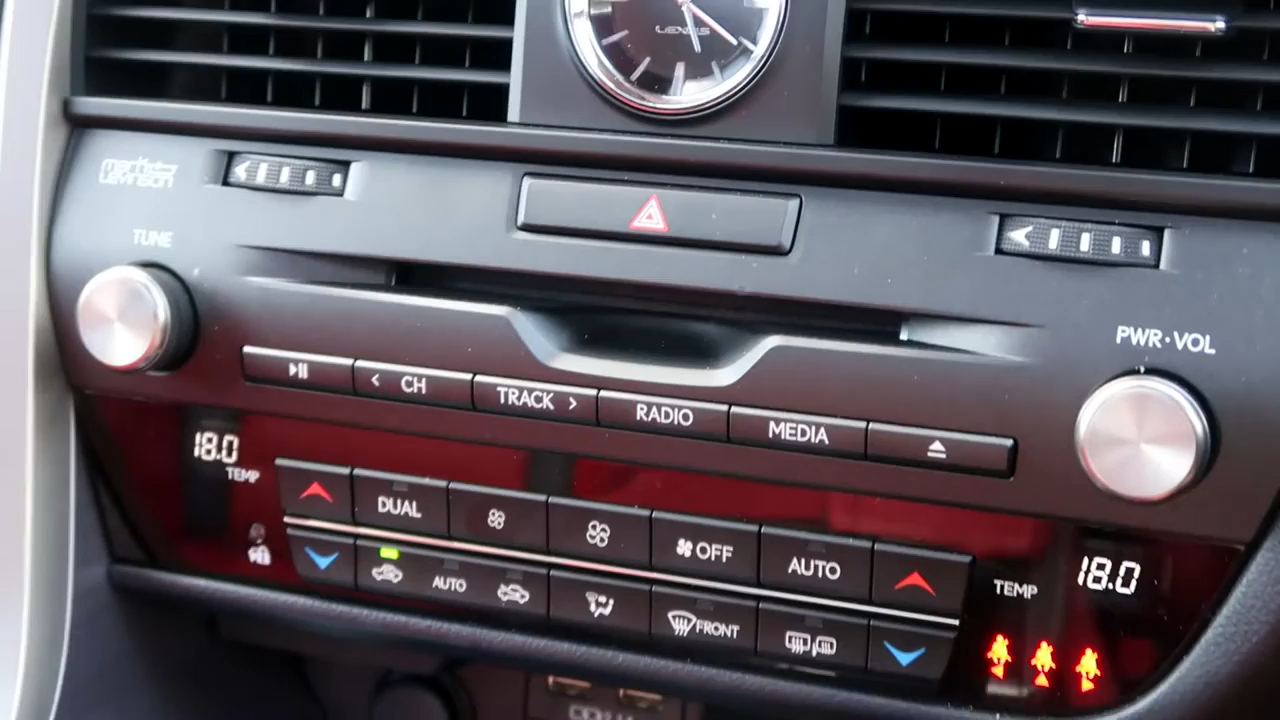 LEXUS
mark
levinson
TUNE
PWR·VOL
< CH
TRACK >
RADIO
MEDIA
18.0
TEMP
DUAL
OFF
AUTO
AUTO
FRONT
TEMP
18.0